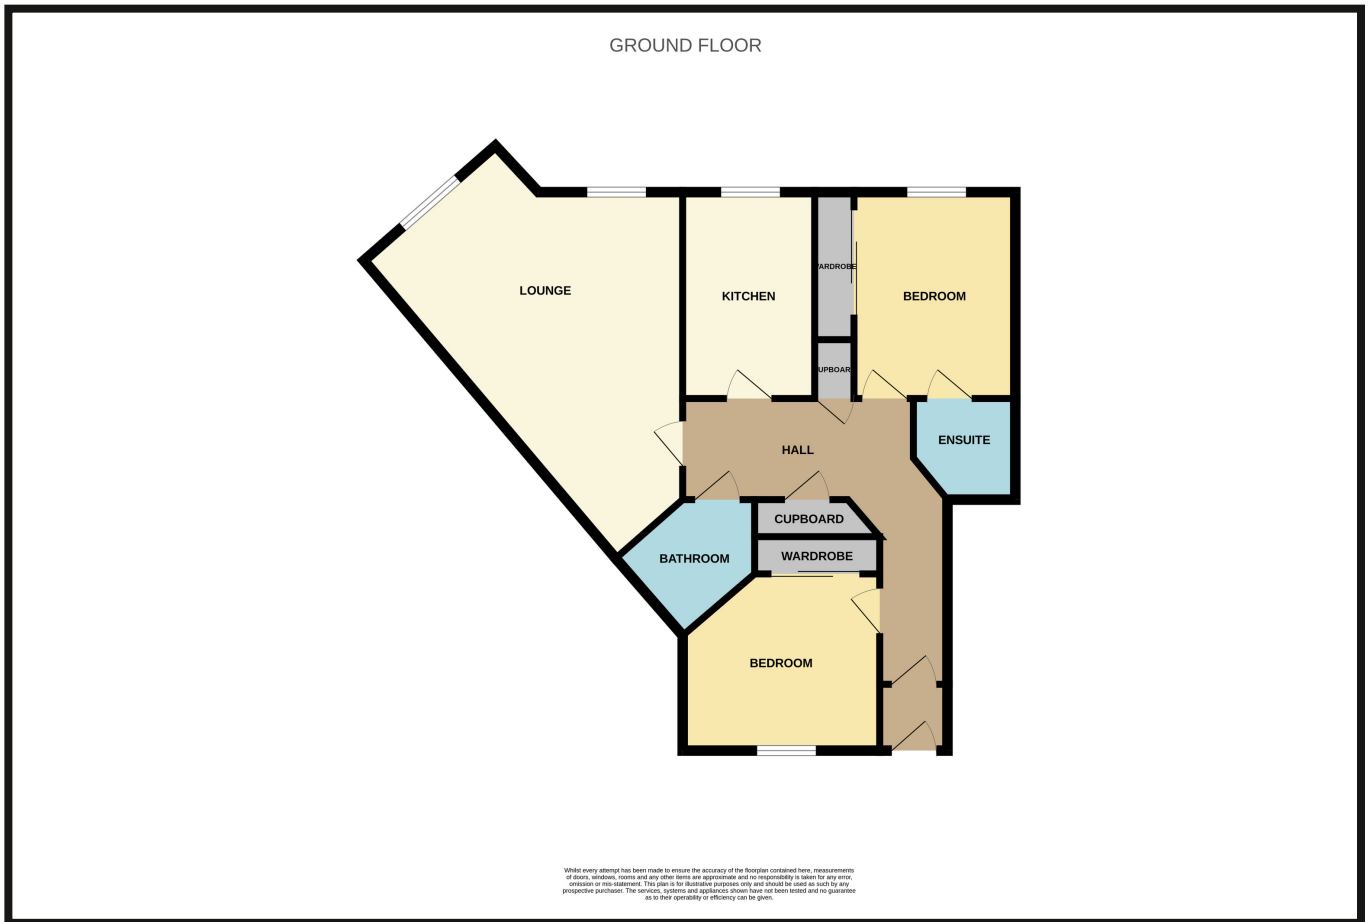 GROUND FLOOR
LOUNGE
KITCHEN
WARDROBE
BEDROOM
CUPBOARD
HALL
ENSUITE
CUPBOARD
BATHROOM
WARDROBE
BEDROOM
Whilst every attempt has been made to ensure the accuracy of the floorplan contained here, measurements
of doors, windows, rooms and any other items are approximate and no responsibility is taken for any error,
omission or mis-statement. This plan is for illustrative purposes only and should be used as such by any
prospective purchaser. The services, systems and appliances shown have not been tested and no guarantee
as to their operability or efficiency can be given.